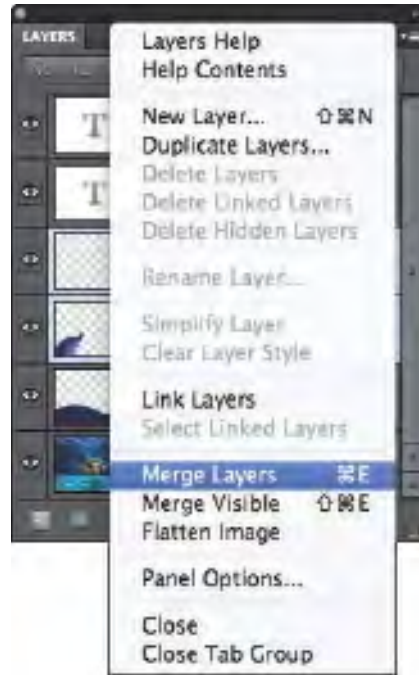 LAYERS
Layers Help
Help Contents
New Layer... ⇧⌘N
Duplicate Layers...
Delete Layers
Delete Linked Layers
Delete Hidden Layers
Rename Layer...
Simplify Layer
Clear Layer Style
Link Layers
Select Linked Layers
Merge Layers ⌘E
Merge Visible ⇧⌘E
Flatten Image
Panel Options...
Close
Close Tab Group
T
T